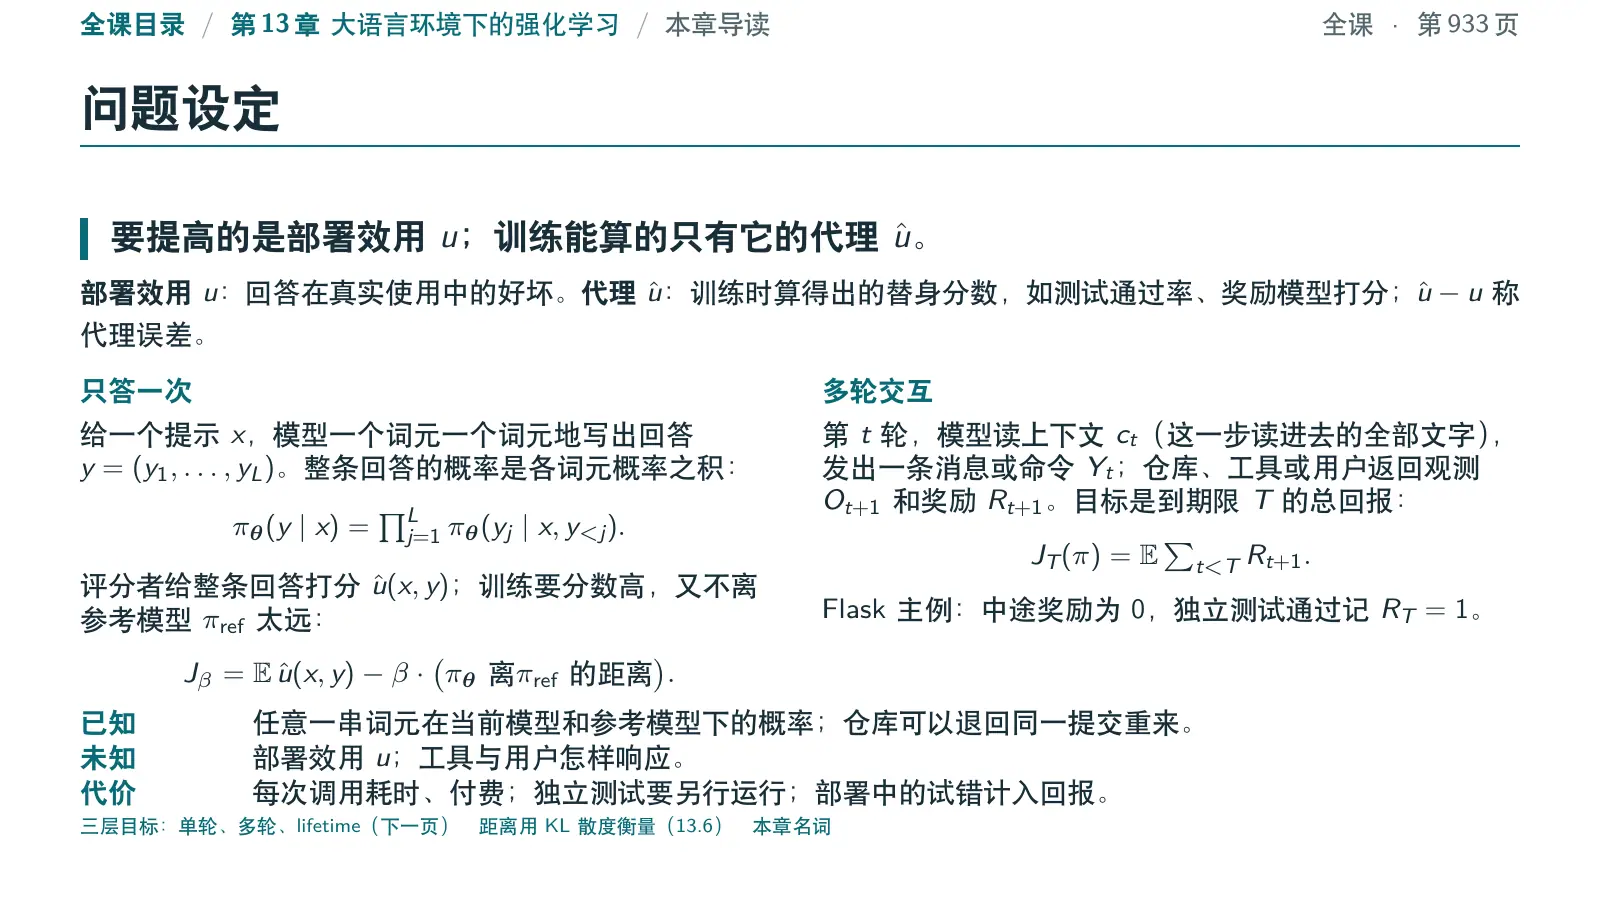 全课目录 / 第 13 章 大语言环境下的强化学习 / 本章导读
全课 · 第 933 页
问题设定
要提高的是部署效用 u；训练能算的只有它的代理 û。
部署效用 u：回答在真实使用中的好坏。代理 û：训练时算得出的替身分数，如测试通过率、奖励模型打分；û − u 称
代理误差。
只答一次
给一个提示 x，模型一个词元一个词元地写出回答
y = (y₁, . . . , y_L)。整条回答的概率是各词元概率之积：
π_θ(y | x) = ∏_{j=1}^{L} π_θ(y_j | x, y_{<j}).
评分者给整条回答打分 û(x, y)；训练要分数高，又不离
参考模型 π_ref 太远：
J_β = 𝔼 û(x, y) − β · (π_θ 离π_ref 的距离).
多轮交互
第 t 轮，模型读上下文 c_t（这一步读进去的全部文字），
发出一条消息或命令 Y_t；仓库、工具或用户返回观测
O_{t+1} 和奖励 R_{t+1}。目标是到期限 T 的总回报：
J_T(π) = 𝔼 ∑_{t<T} R_{t+1}.
Flask 主例：中途奖励为 0，独立测试通过记 R_T = 1。
已知 任意一串词元在当前模型和参考模型下的概率；仓库可以退回同一提交重来。
未知 部署效用 u；工具与用户怎样响应。
代价 每次调用耗时、付费；独立测试要另行运行；部署中的试错计入回报。
三层目标：单轮、多轮、lifetime（下一页） 距离用 KL 散度衡量（13.6） 本章名词